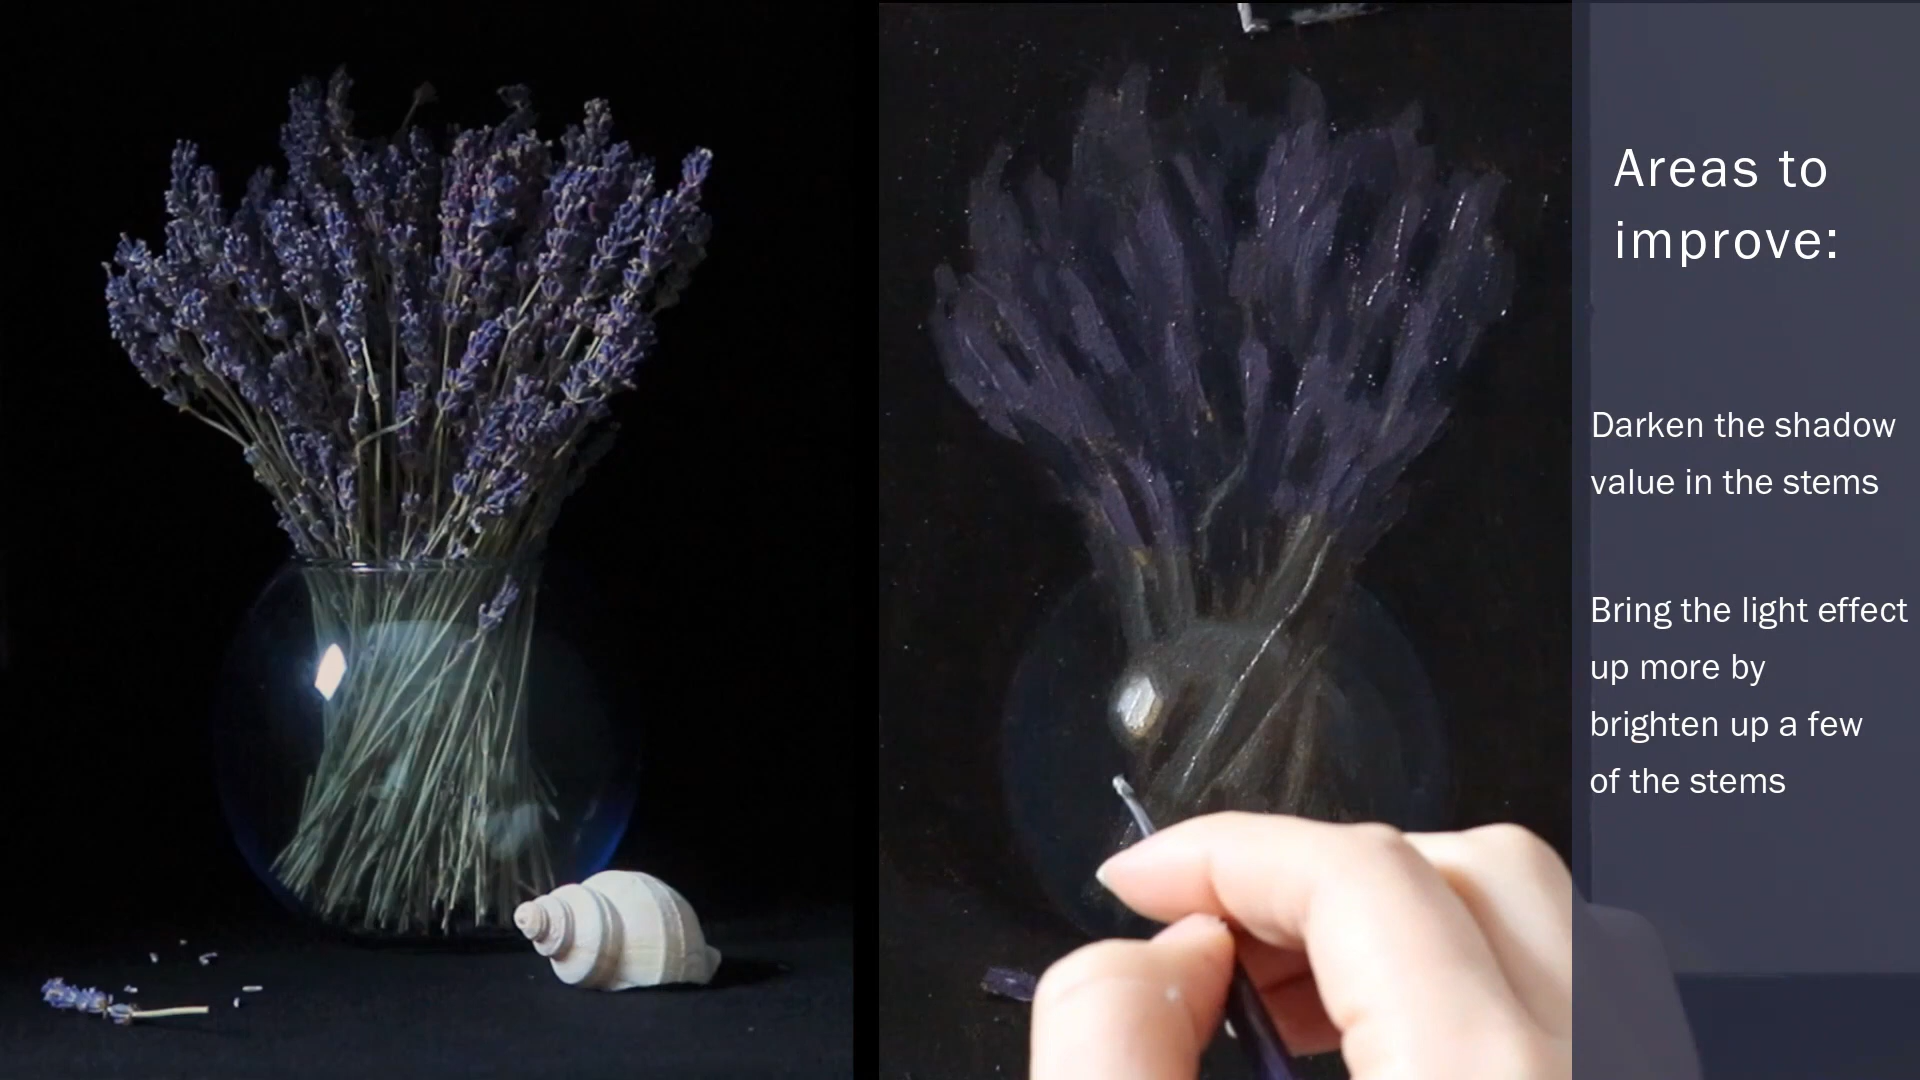 Areas to
improve:
Darken the shadow
value in the stems
Bring the light effect
up more by
brighten up a few
of the stems